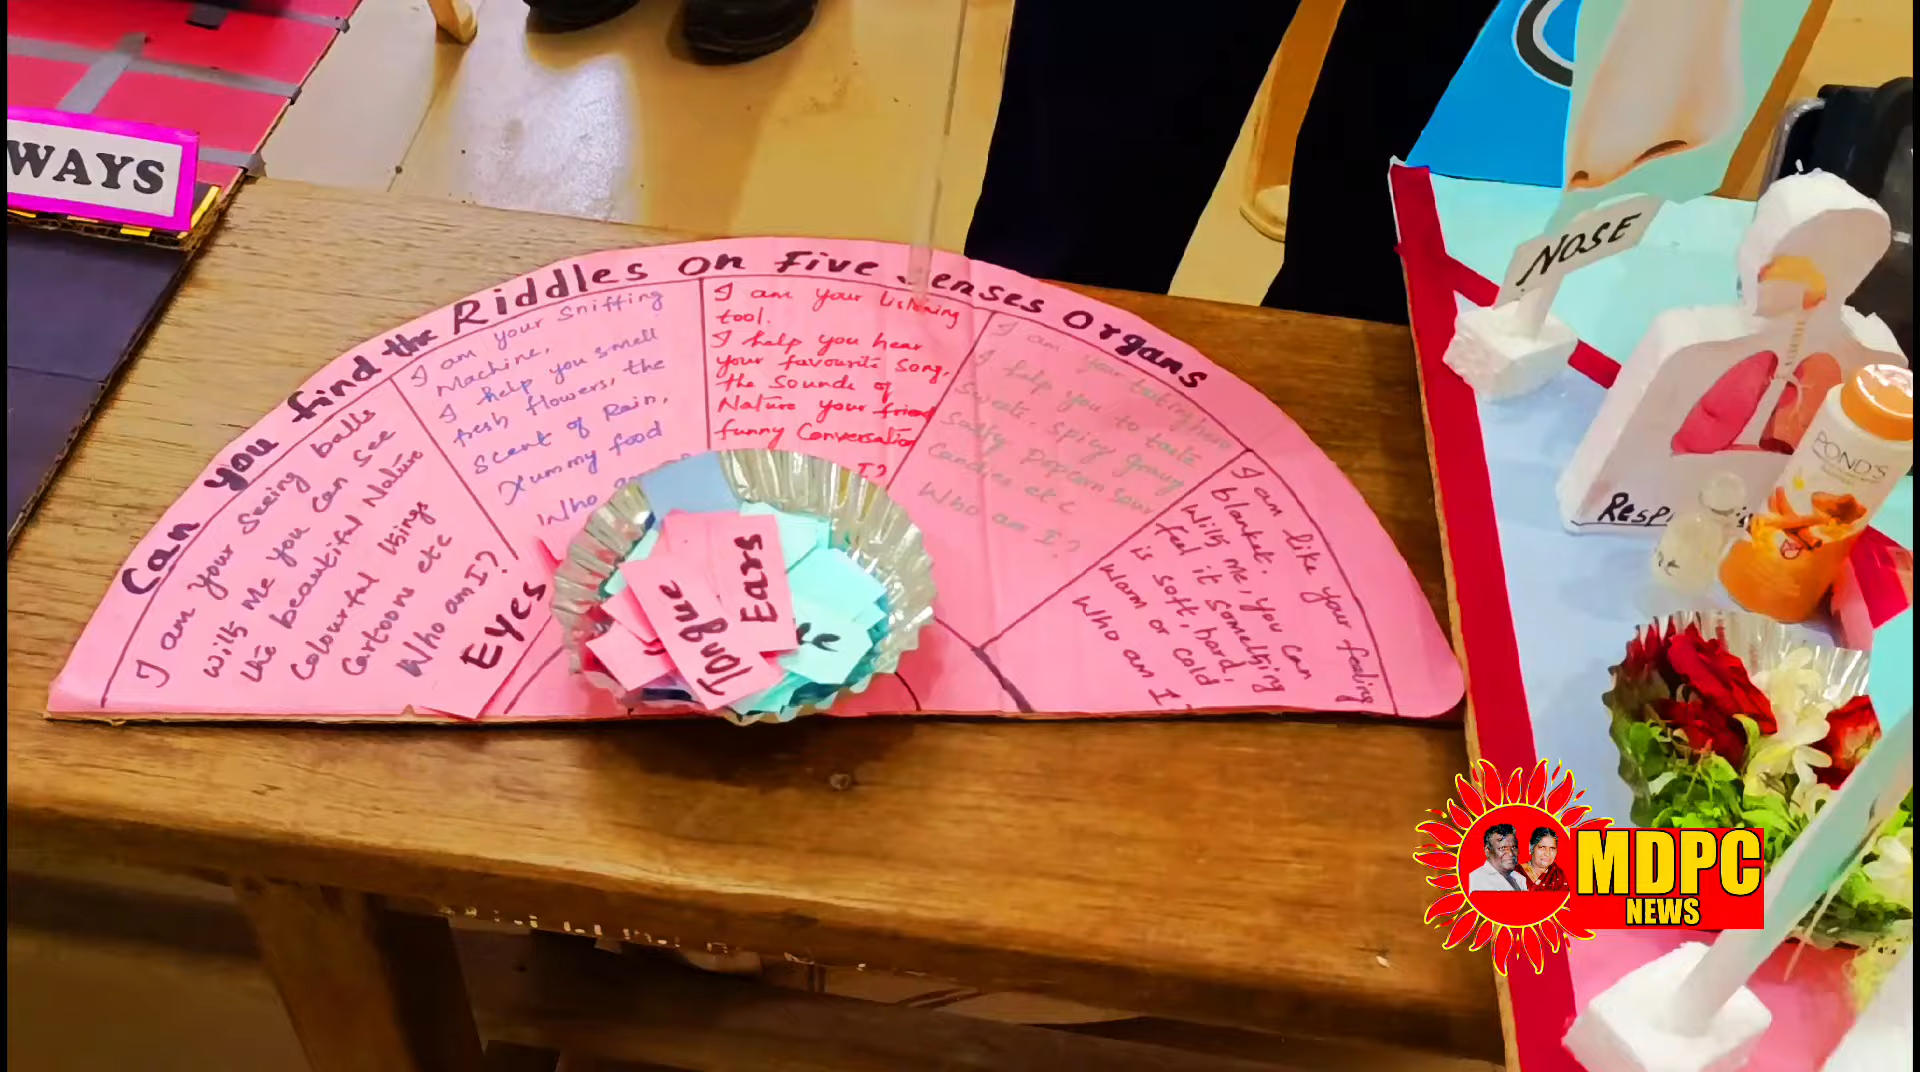 WAYS
Can you find the Riddles on Five Senses Organs
I am your seeing balls
With Me you can see
the beautiful Nature
Colourful things
Cartoons etc
Who am I?
Eyes
I am your Sniffing
Machine,
I help you smell
fresh flowers, the
Scent of Rain,
Yummy food
Who am
I am your Listening
tool.
I help you hear
your favourite Song,
the Sounds of
Nature your friend
funny Conversation
I?
I am your tasting hero
I help you to taste
Sweets, spicy gravy
Salty popcorn Sour
Candies etc
Who am I?
I am like your feeling
blanket.
With me, you can
feel it something
is soft, hard,
warm or cold
Who am I
Tongue
Ears
NOSE
POND'S
MDPC
NEWS